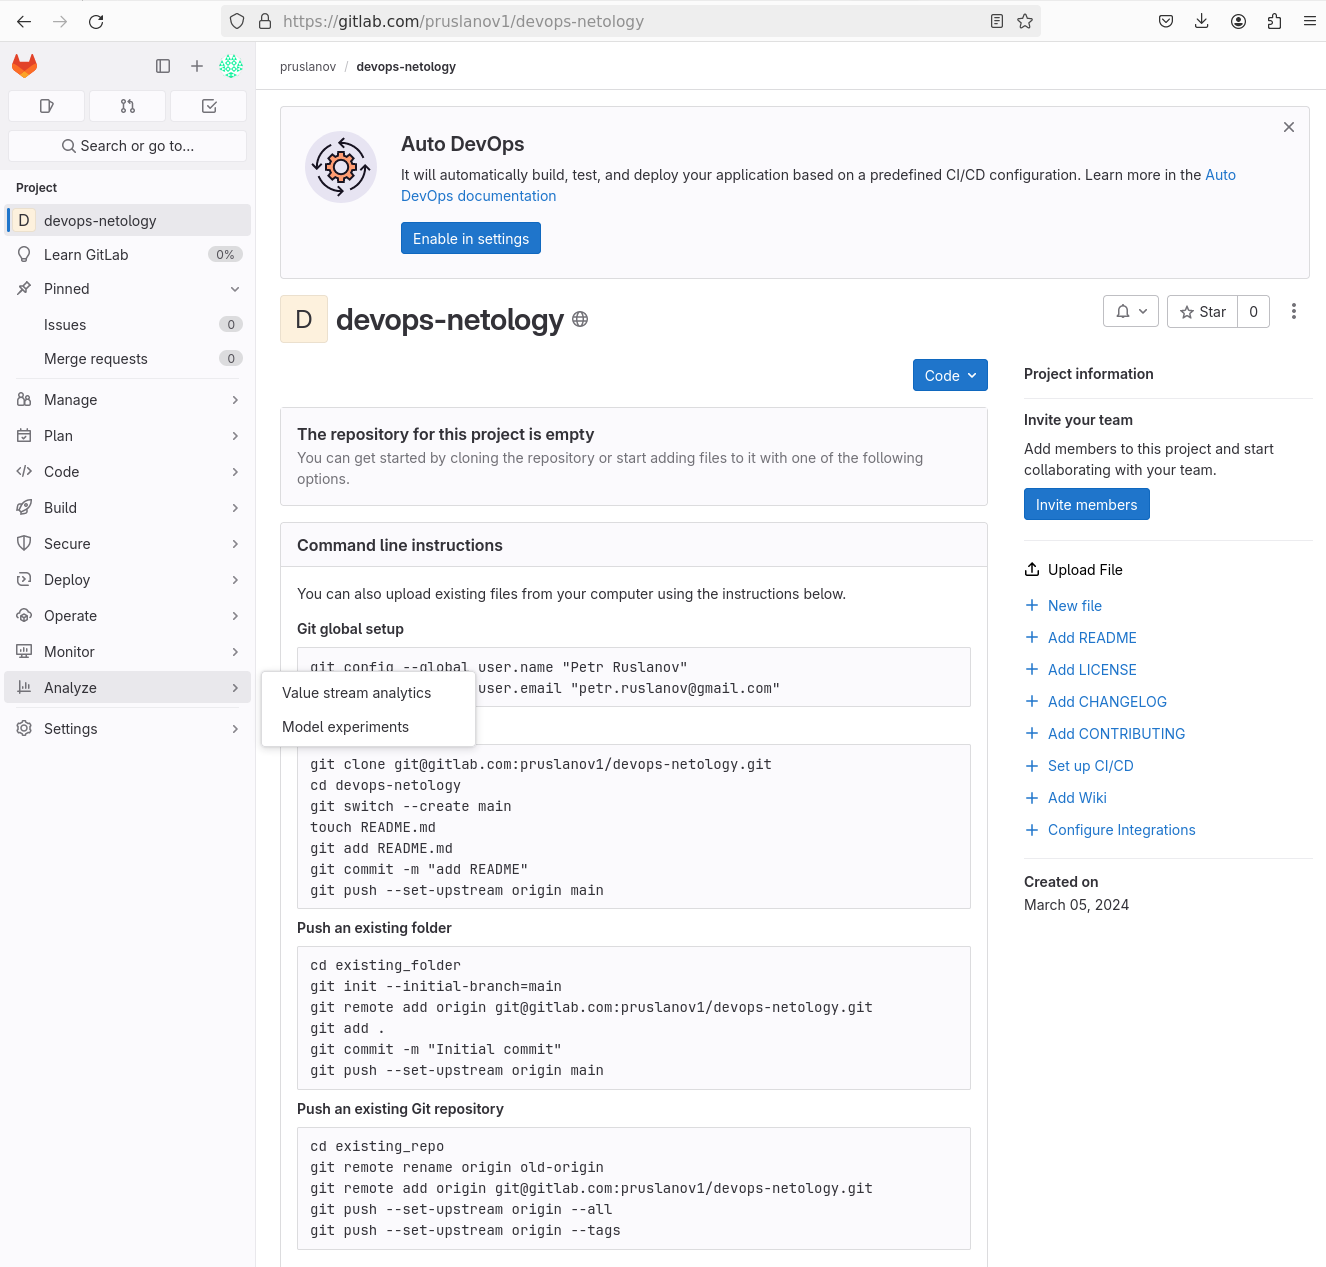 https://gitlab.com/pruslanov1/devops-netology
pruslanov / devops-netology
Search or go to...
Project
D devops-netology
Learn GitLab 0%
Pinned
Issues 0
Merge requests 0
Manage
Plan
Code
Build
Secure
Deploy
Operate
Monitor
Analyze
Settings
Value stream analytics
Model experiments
Auto DevOps
It will automatically build, test, and deploy your application based on a predefined CI/CD configuration. Learn more in the Auto
DevOps documentation
Enable in settings
D devops-netology
Star 0
Code
The repository for this project is empty
You can get started by cloning the repository or start adding files to it with one of the following
options.
Command line instructions
You can also upload existing files from your computer using the instructions below.
Git global setup
git config --global user.name "Petr Ruslanov"
user.email "petr.ruslanov@gmail.com"
git clone git@gitlab.com:pruslanov1/devops-netology.git
cd devops-netology
git switch --create main
touch README.md
git add README.md
git commit -m "add README"
git push --set-upstream origin main
Push an existing folder
cd existing_folder
git init --initial-branch=main
git remote add origin git@gitlab.com:pruslanov1/devops-netology.git
git add .
git commit -m "Initial commit"
git push --set-upstream origin main
Push an existing Git repository
cd existing_repo
git remote rename origin old-origin
git remote add origin git@gitlab.com:pruslanov1/devops-netology.git
git push --set-upstream origin --all
git push --set-upstream origin --tags
Project information
Invite your team
Add members to this project and start
collaborating with your team.
Invite members
Upload File
New file
Add README
Add LICENSE
Add CHANGELOG
Add CONTRIBUTING
Set up CI/CD
Add Wiki
Configure Integrations
Created on
March 05, 2024